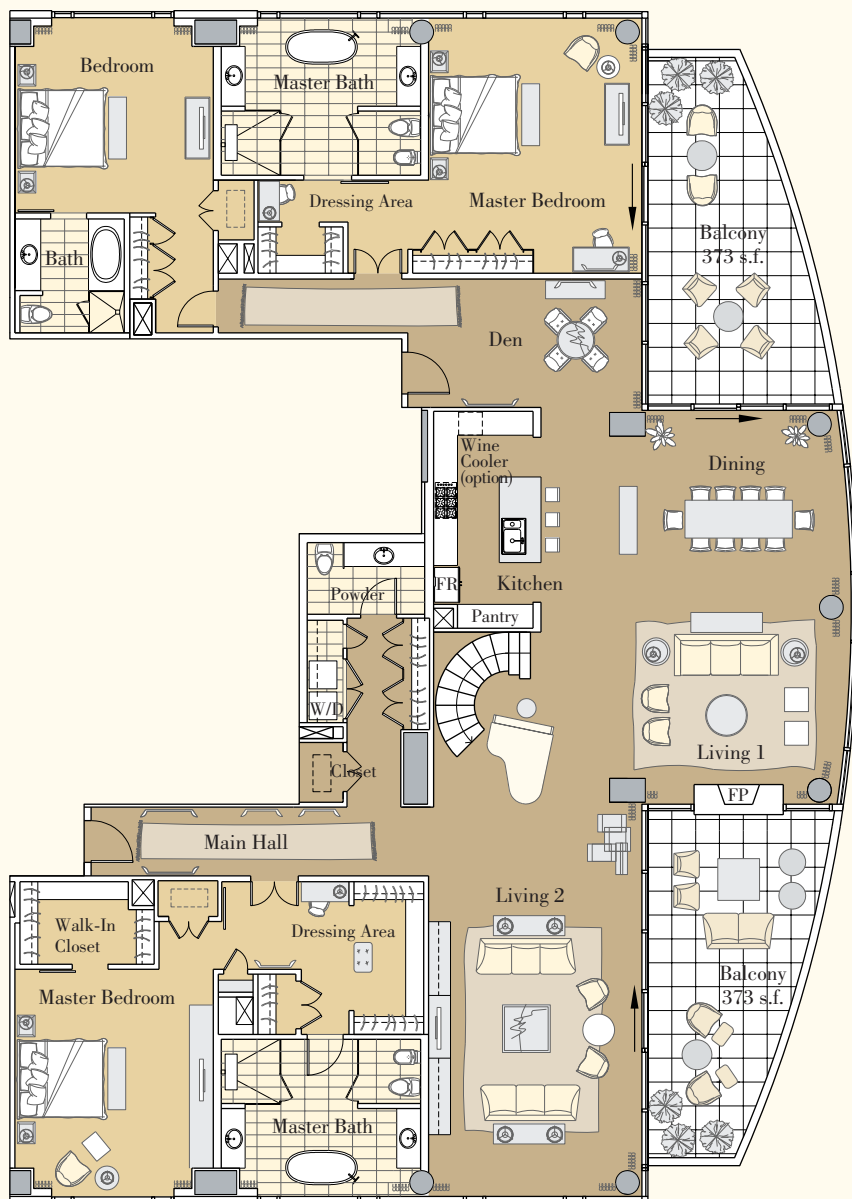 Bedroom
Master Bath
Dressing Area
Master Bedroom
Balcony
373 s.f.
Bath
Den
Wine
Cooler
(option)
Dining
FR
Kitchen
Powder
Pantry
W/D
Living 1
Closet
FP
Main Hall
Living 2
Walk-In
Closet
Dressing Area
Balcony
373 s.f.
Master Bedroom
Master Bath